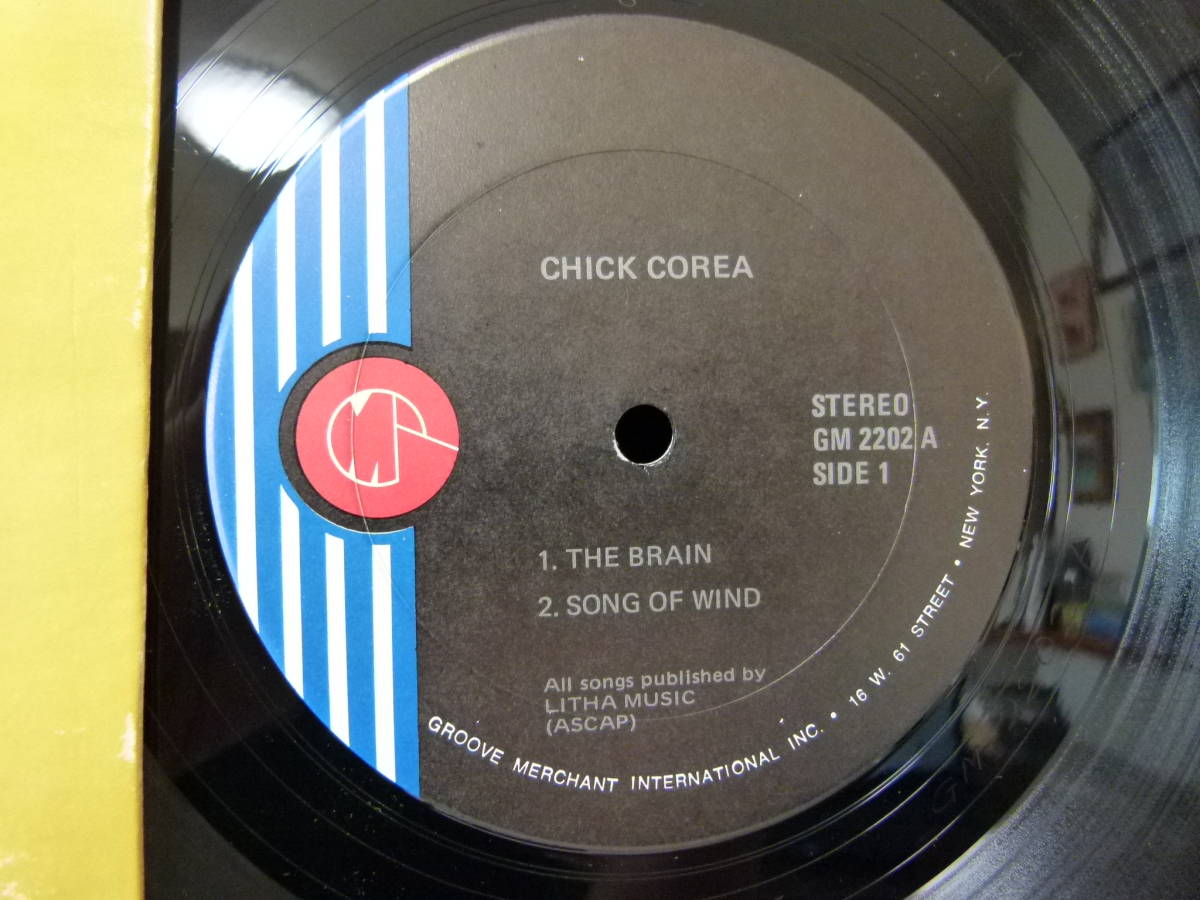 CHICK COREA
STEREO
GM 2202 A
SIDE 1
1. THE BRAIN
2. SONG OF WIND
All songs published by
LITHA MUSIC
(ASCAP)
GROOVE MERCHANT INTERNATIONAL INC. • 16 W. 61 STREET • NEW YORK, N.Y.